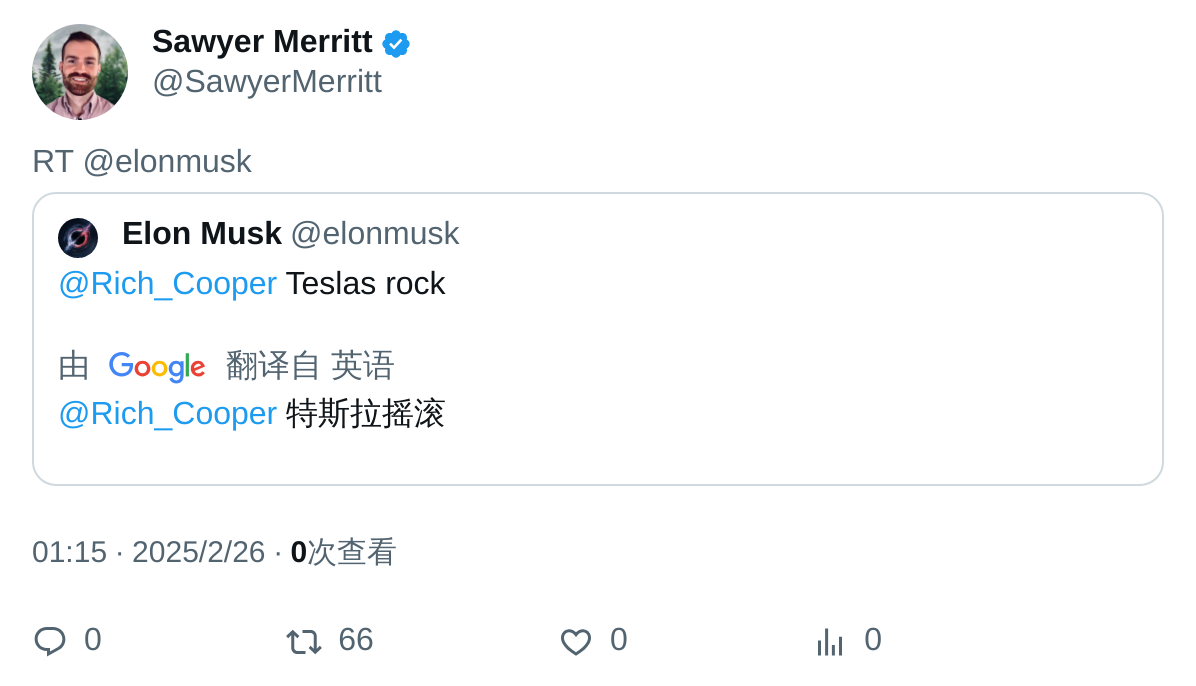 Sawyer Merritt
@SawyerMerritt
RT @elonmusk
Elon Musk @elonmusk
@Rich_Cooper Teslas rock
由 Google 翻译自 英语
@Rich_Cooper 特斯拉摇滚
01:15 · 2025/2/26 · 0次查看
0 66 0 0